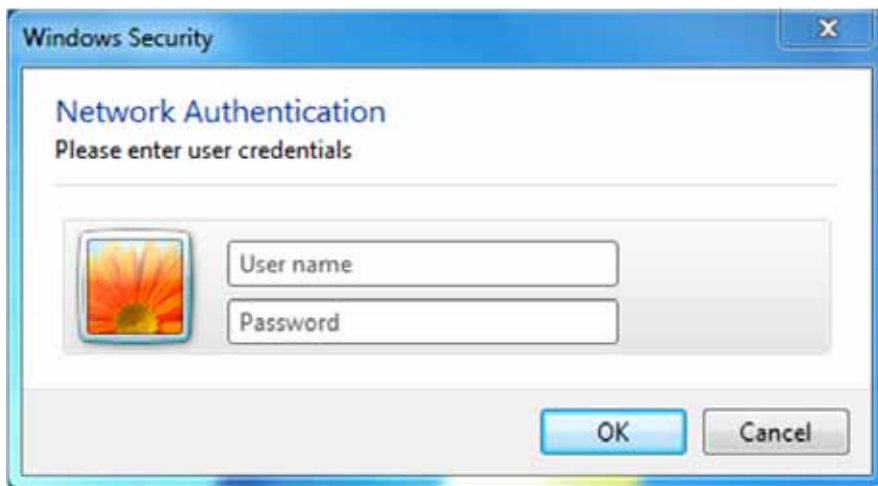 Windows Security
Network Authentication
Please enter user credentials
User name
Password
OK
Cancel